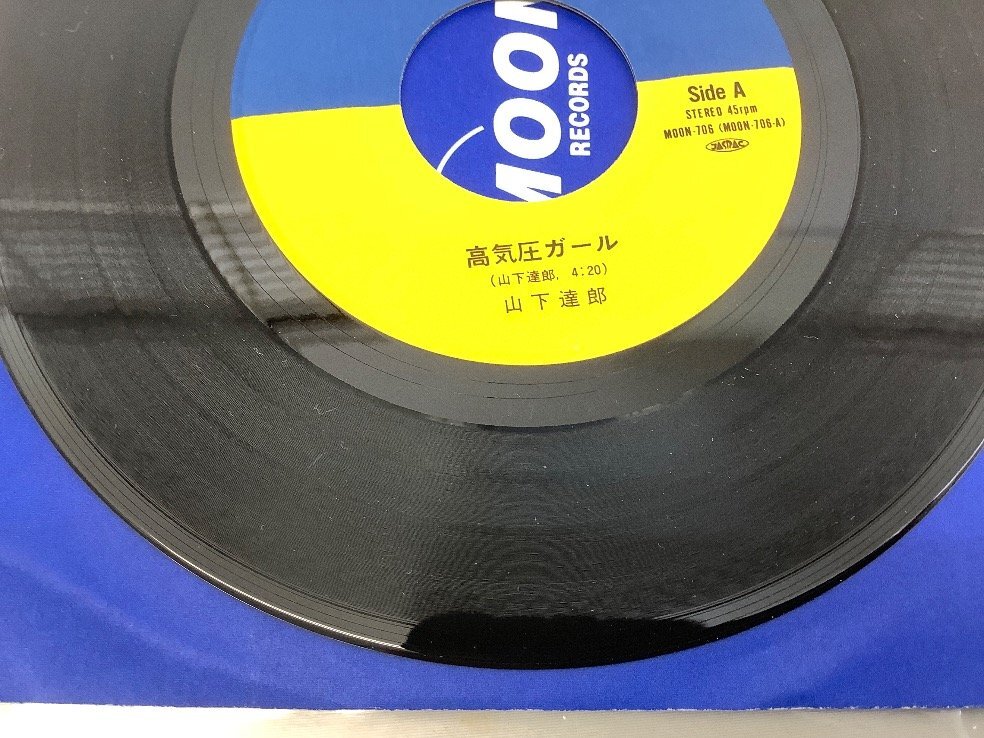 MOON
RECORDS
Side A
STEREO 45rpm
MOON-706 (MOON-706-A)
JASRAC
高気圧ガール
(山下達郎, 4:20)
山下達郎